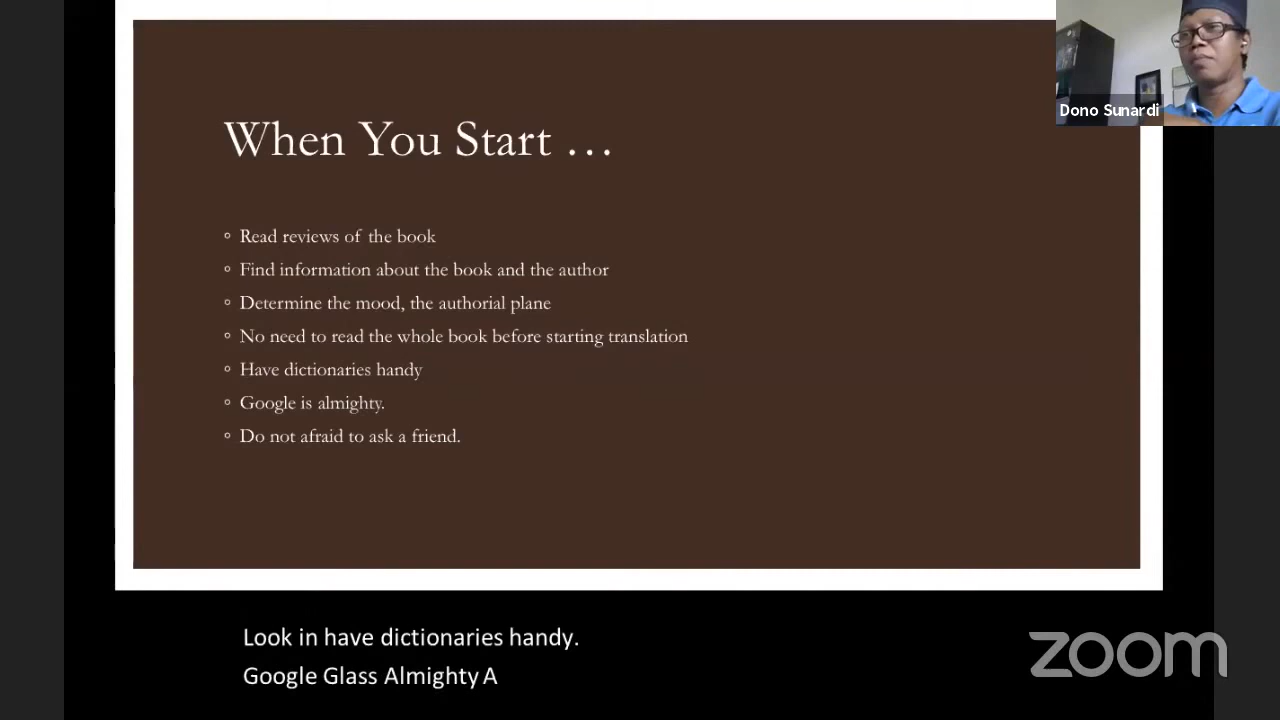 Dono Sunardi
When You Start …
Read reviews of the book
Find information about the book and the author
Determine the mood, the authorial plane
No need to read the whole book before starting translation
Have dictionaries handy
Google is almighty.
Do not afraid to ask a friend.
Look in have dictionaries handy.
Google Glass Almighty A
zoom